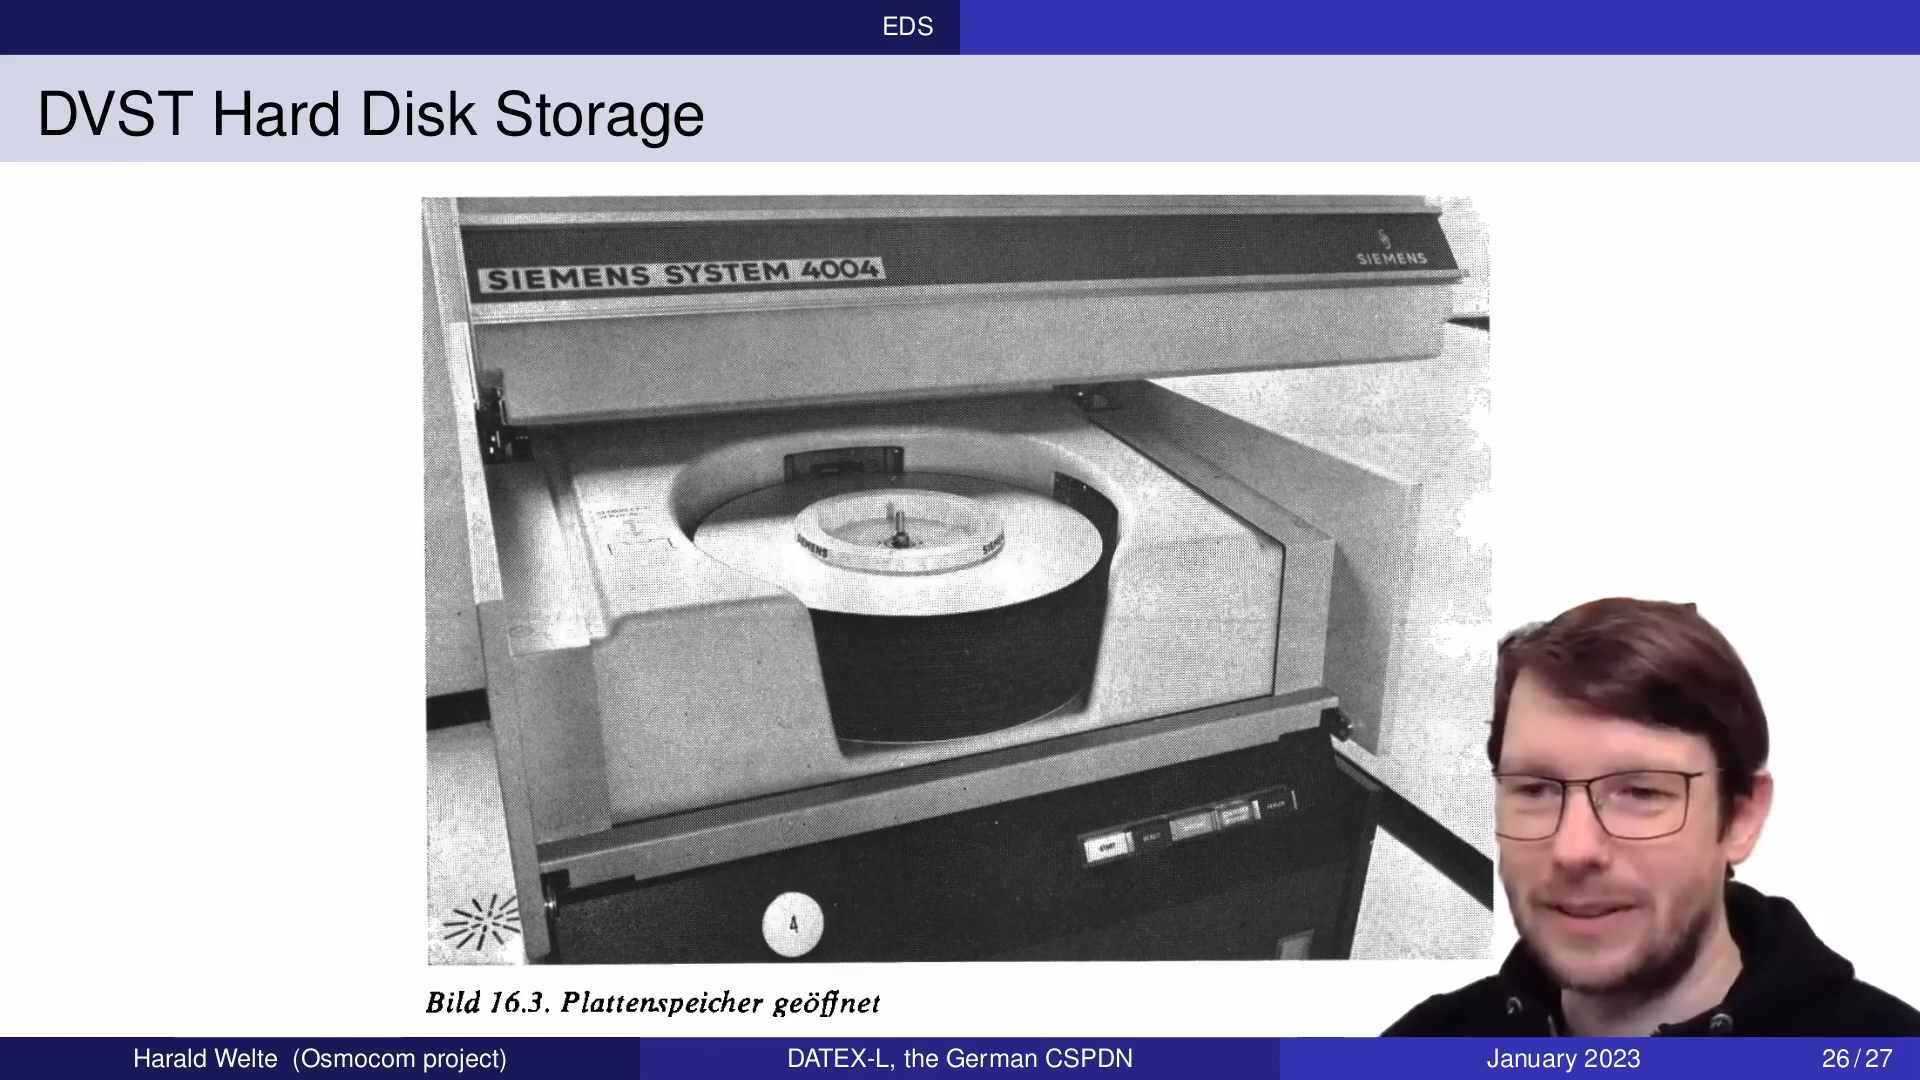 EDS
DVST Hard Disk Storage
SIEMENS SYSTEM 4004
SIEMENS
SIEMENS
4
Bild 16.3. Plattenspeicher geöffnet
Harald Welte (Osmocom project)
DATEX-L, the German CSPDN
January 2023
26/27